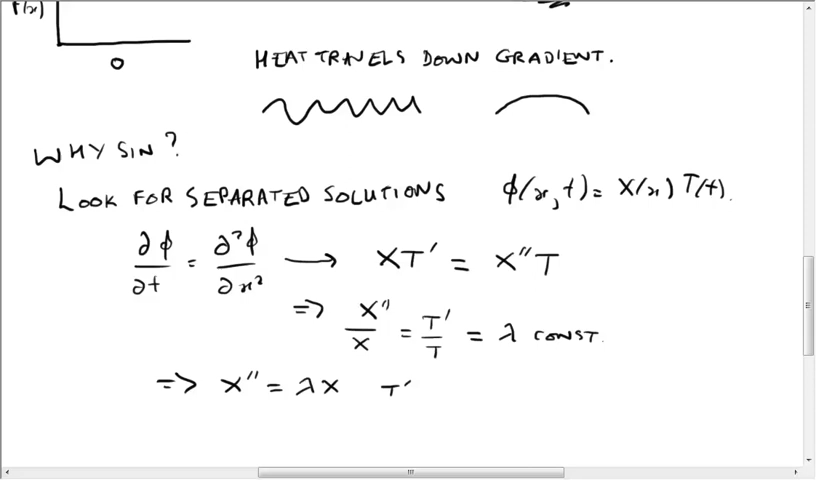 f(x)
0
HEAT TRAVELS DOWN GRADIENT.
WHY SIN?
LOOK FOR SEPARATED SOLUTIONS ϕ(x,t) = X(x) T(t).
∂ϕ/∂t = ∂²ϕ/∂x² → XT' = X''T
⇒ X''/X = T'/T = λ CONST.
⇒ X'' = λX T'